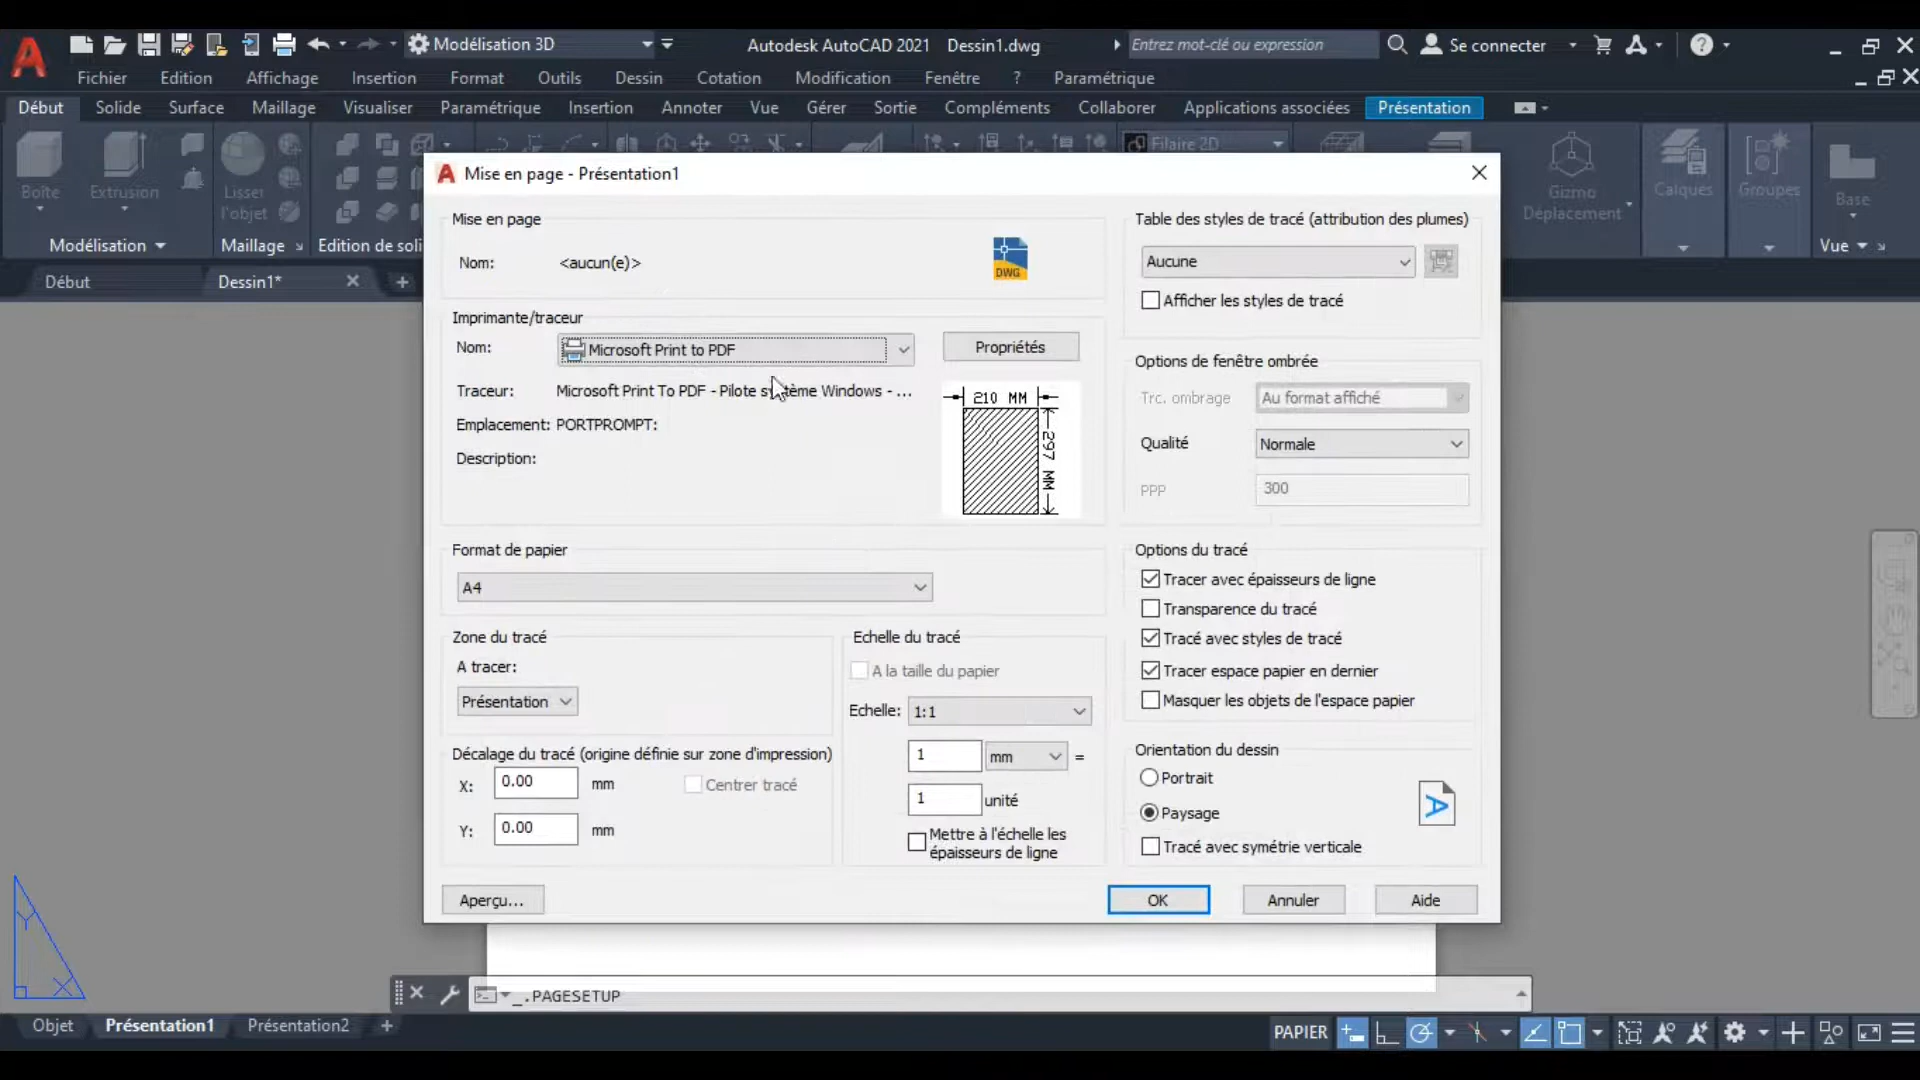 Modélisation 3D
Autodesk AutoCAD 2021 Dessin1.dwg
Entrez mot-clé ou expression
Se connecter
Fichier Edition Affichage Insertion Format Outils Dessin Cotation Modification Fenêtre ? Paramétrique
Début Solide Surface Maillage Visualiser Paramétrique Insertion Annoter Vue Gérer Sortie Compléments Collaborer Applications associées Présentation
Filaire 2D
Boîte Extrusion Lisser l'objet Gizmo Déplacement Calques Groupes Base
Modélisation Maillage Edition de soli Vue
Début Dessin1*
Mise en page - Présentation1
Mise en page
Nom: <aucun(e)>
DWG
Imprimante/traceur
Nom: Microsoft Print to PDF
Propriétés
Traceur: Microsoft Print To PDF - Pilote système Windows - ...
Emplacement: PORTPROMPT:
Description:
210 MM
297 MM
Format de papier
A4
Zone du tracé
A tracer:
Présentation
Décalage du tracé (origine définie sur zone d'impression)
X: 0.00 mm
Centrer tracé
Y: 0.00 mm
Echelle du tracé
A la taille du papier
Echelle: 1:1
1 mm =
1 unité
Mettre à l'échelle les
épaisseurs de ligne
Table des styles de tracé (attribution des plumes)
Aucune
Afficher les styles de tracé
Options de fenêtre ombrée
Trc. ombrage Au format affiché
Qualité Normale
PPP 300
Options du tracé
Tracer avec épaisseurs de ligne
Transparence du tracé
Tracé avec styles de tracé
Tracer espace papier en dernier
Masquer les objets de l'espace papier
Orientation du dessin
Portrait
Paysage
Tracé avec symétrie verticale
Aperçu... OK Annuler Aide
_.PAGESETUP
Y
X
Objet Présentation1 Présentation2 +
PAPIER